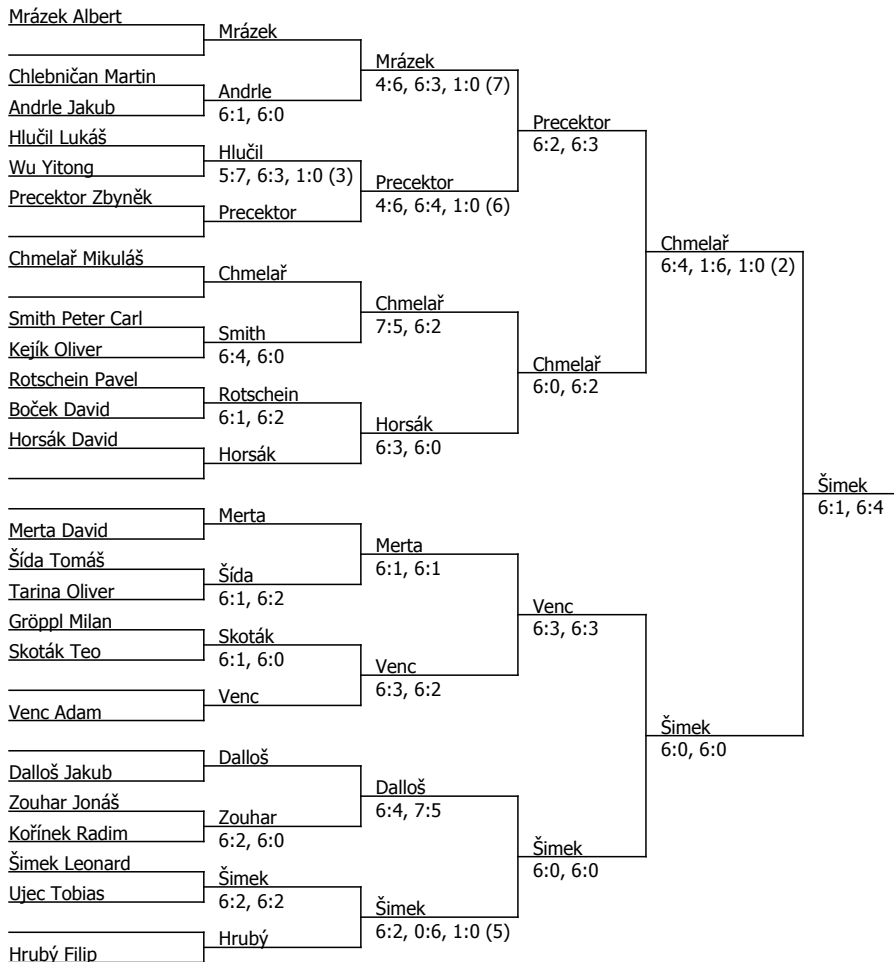 Mrázek Albert
Chlebničan Martin
Andrle Jakub
Hlučil Lukáš
Wu Yitong
Precektor Zbyněk
Chmelař Mikuláš
Smith Peter Carl
Kejík Oliver
Rotschein Pavel
Boček David
Horsák David
Merta David
Šída Tomáš
Tarina Oliver
Gröppl Milan
Skoták Teo
Venc Adam
Dalloš Jakub
Zouhar Jonáš
Kořínek Radim
Šimek Leonard
Ujec Tobias
Hrubý Filip
Mrázek
Andrle
6:1, 6:0
Hlučil
5:7, 6:3, 1:0 (3)
Precektor
Chmelař
Smith
6:4, 6:0
Rotschein
6:1, 6:2
Horsák
Merta
Šída
6:1, 6:2
Skoták
6:1, 6:0
Venc
Dalloš
Zouhar
6:2, 6:0
Šimek
6:2, 6:2
Hrubý
Mrázek
4:6, 6:3, 1:0 (7)
Precektor
4:6, 6:4, 1:0 (6)
Chmelař
7:5, 6:2
Horsák
6:3, 6:0
Merta
6:1, 6:1
Venc
6:3, 6:2
Dalloš
6:4, 7:5
Šimek
6:2, 0:6, 1:0 (5)
Precektor
6:2, 6:3
Chmelař
6:0, 6:2
Venc
6:3, 6:3
Šimek
6:0, 6:0
Chmelař
6:4, 1:6, 1:0 (2)
Šimek
6:0, 6:0
Šimek
6:1, 6:4